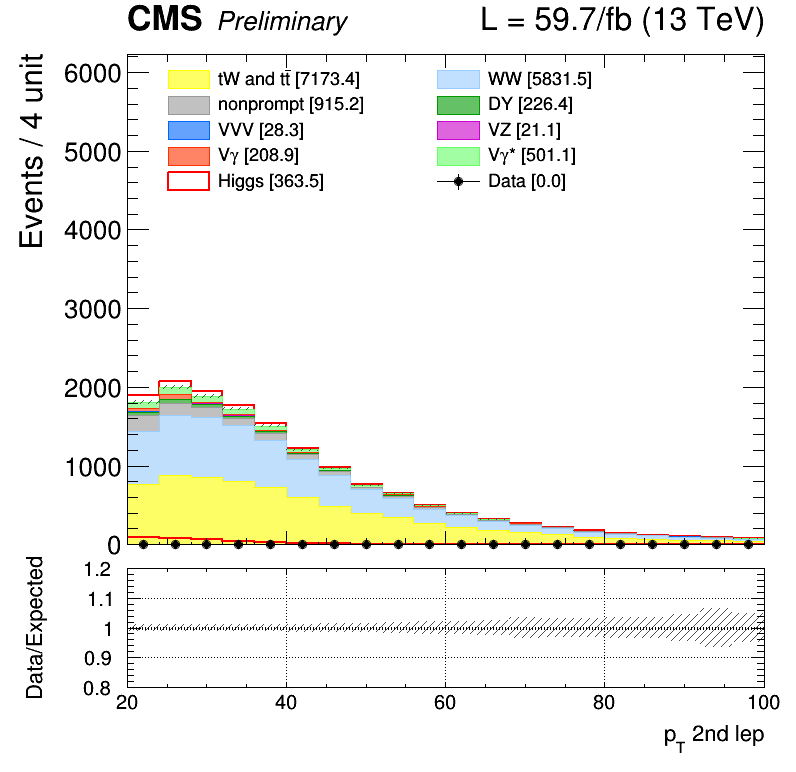 CMS Preliminary L = 59.7/fb (13 TeV)
Events / 4 unit
6000
5000
4000
3000
2000
1000
0
tW and tt̄ [7173.4] WW [5831.5]
nonprompt [915.2] DY [226.4]
VVV [28.3] VZ [21.1]
Vγ [208.9] Vγ* [501.1]
Higgs [363.5] Data [0.0]
Data/Expected
1.2
1.1
1
0.9
0.8
20 40 60 80 100
p_T 2nd lep